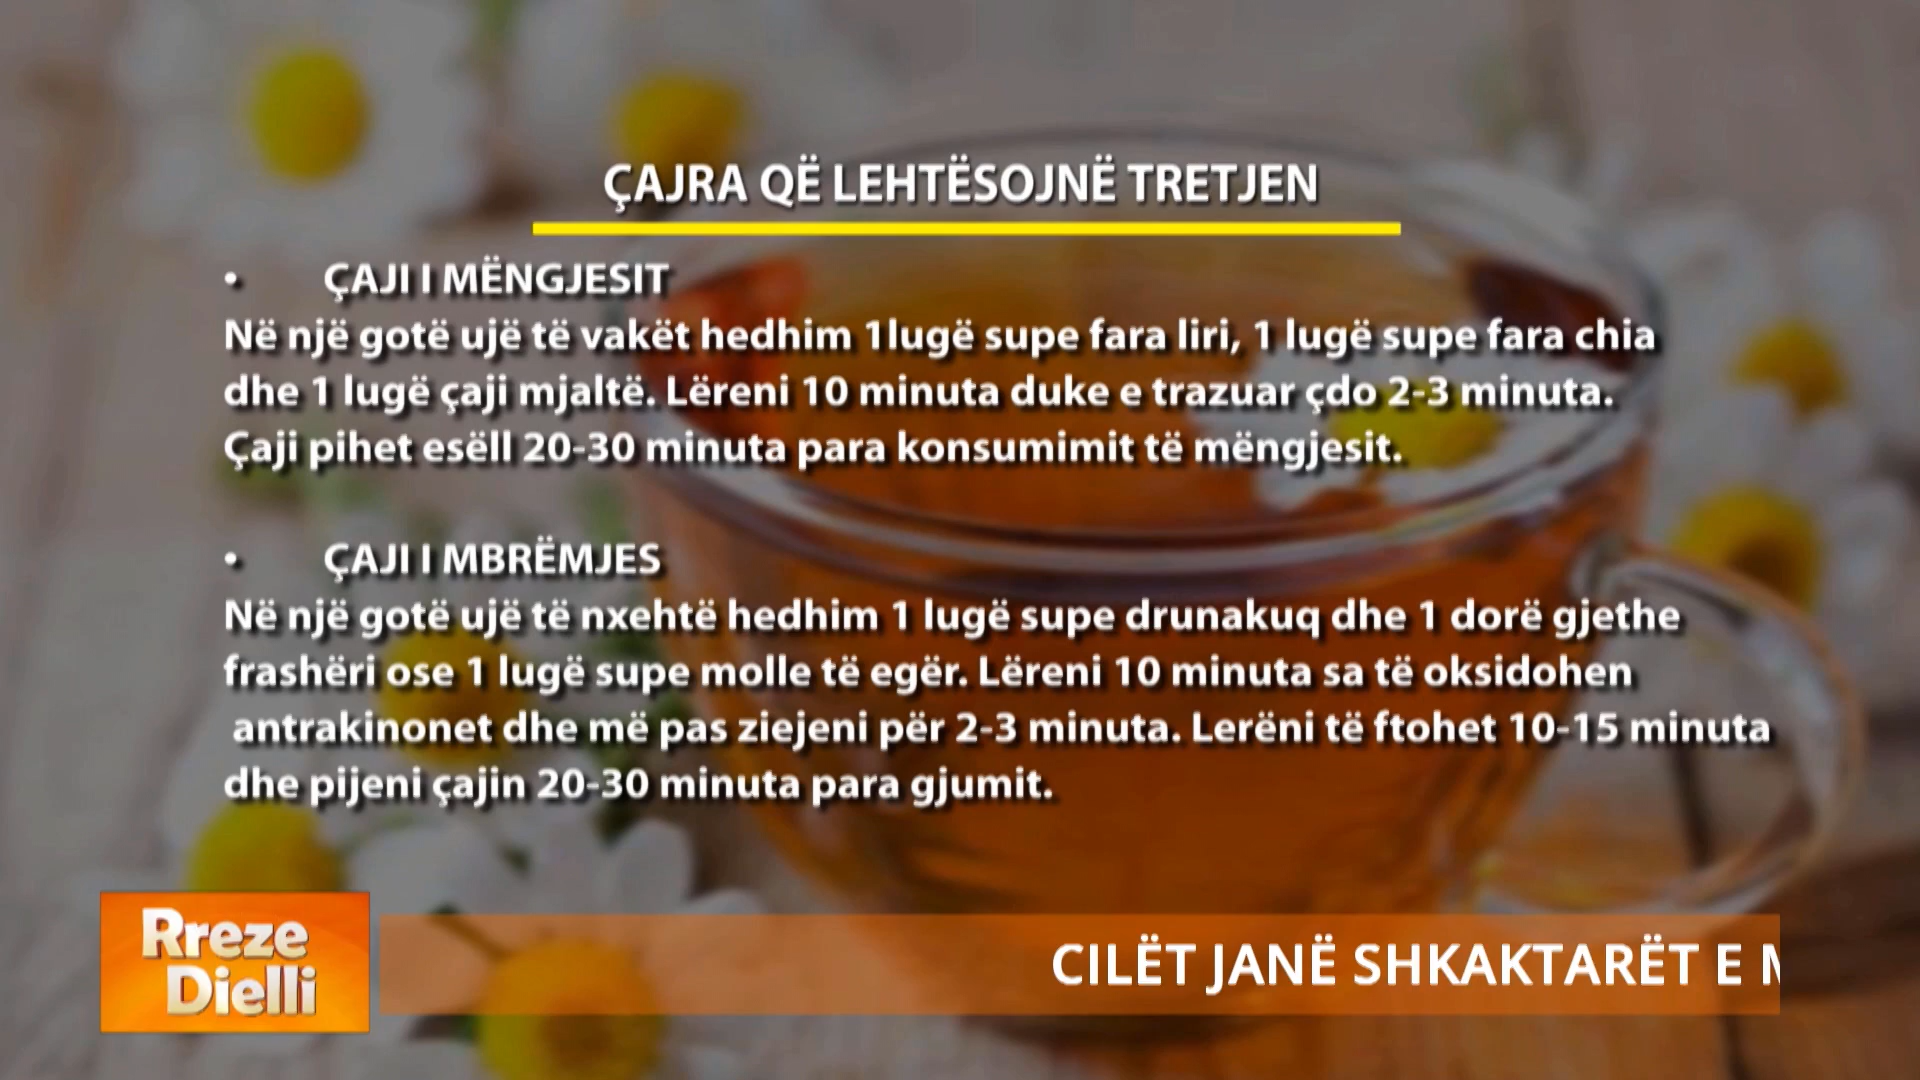 ÇAJRA QË LEHTËSOJNË TRETJEN
• ÇAJI I MËNGJESIT
Në një gotë ujë të vakët hedhim 1lugë supe fara liri, 1 lugë supe fara chia
dhe 1 lugë çaji mjaltë. Lëreni 10 minuta duke e trazuar çdo 2-3 minuta.
Çaji pihet esëll 20-30 minuta para konsumimit të mëngjesit.
• ÇAJI I MBRËMJES
Në një gotë ujë të nxehtë hedhim 1 lugë supe drunakuq dhe 1 dorë gjethe
frashëri ose 1 lugë supe molle të egër. Lëreni 10 minuta sa të oksidohen
antrakinonet dhe më pas ziejeni për 2-3 minuta. Lerëni të ftohet 10-15 minuta
dhe pijeni çajin 20-30 minuta para gjumit.
Rreze
Dielli
CILËT JANË SHKAKTARËT E